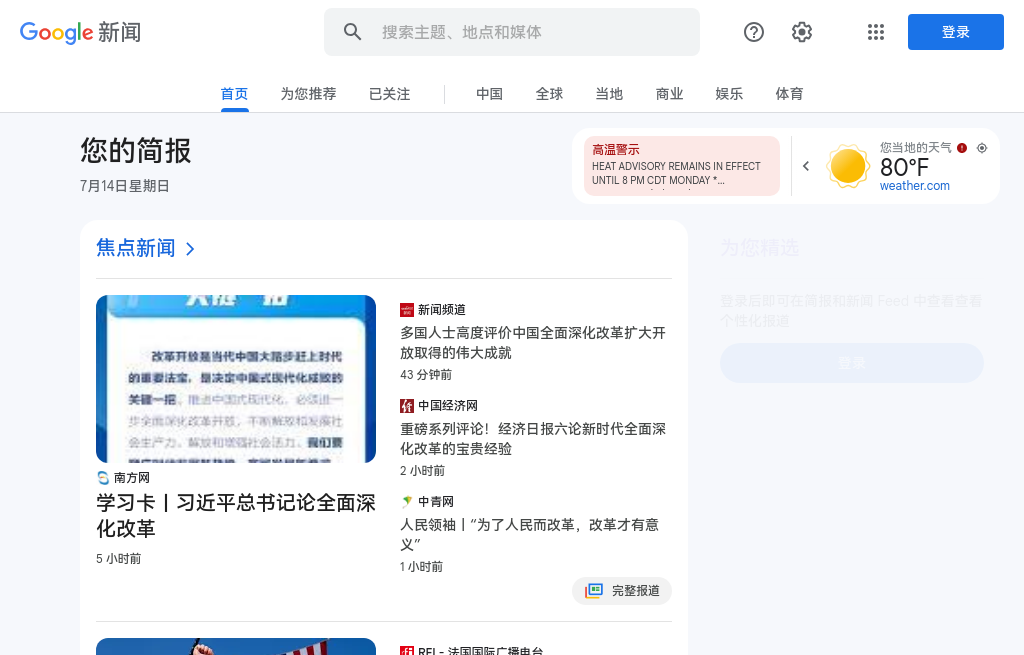 Google 新闻
搜索主题、地点和媒体
登录
首页
为您推荐
已关注
中国
全球
当地
商业
娱乐
体育
您的简报
7月14日星期日
高温警示
HEAT ADVISORY REMAINS IN EFFECT
UNTIL 8 PM CDT MONDAY *…
您当地的天气
80°F
weather.com
焦点新闻
改革开放是当代中国大踏步赶上时代
的重要法宝，是决定中国式现代化成败的
关键一招。推进中国式现代化，必须进一
步全面深化改革开放，不断解放和发展社
会生产力、解放和增强社会活力。我们要
南方网
学习卡丨习近平总书记论全面深
化改革
5 小时前
新闻频道
多国人士高度评价中国全面深化改革扩大开
放取得的伟大成就
43 分钟前
中国经济网
重磅系列评论！经济日报六论新时代全面深
化改革的宝贵经验
2 小时前
中青网
人民领袖丨“为了人民而改革，改革才有意
义”
1 小时前
完整报道
RFI - 法国国际广播电台
为您精选
登录后即可在简报和新闻 Feed 中查看查看
个性化报道
登录